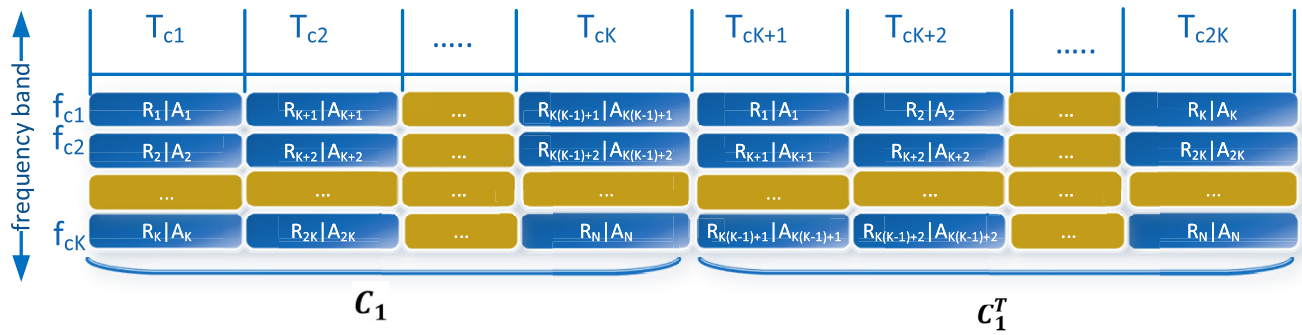 T_c1 T_c2 ..... T_cK T_cK+1 T_cK+2 ..... T_c2K
frequency band
f_c1 R_1|A_1 R_K+1|A_K+1 ... R_K(K-1)+1|A_K(K-1)+1 R_1|A_1 R_2|A_2 ... R_K|A_K
f_c2 R_2|A_2 R_K+2|A_K+2 ... R_K(K-1)+2|A_K(K-1)+2 R_K+1|A_K+1 R_K+2|A_K+2 ... R_2K|A_2K
... ... ... ... ... ... ... ...
f_cK R_K|A_K R_2K|A_2K ... R_N|A_N R_K(K-1)+1|A_K(K-1)+1 R_K(K-1)+2|A_K(K-1)+2 ... R_N|A_N
C_1 C_1^T